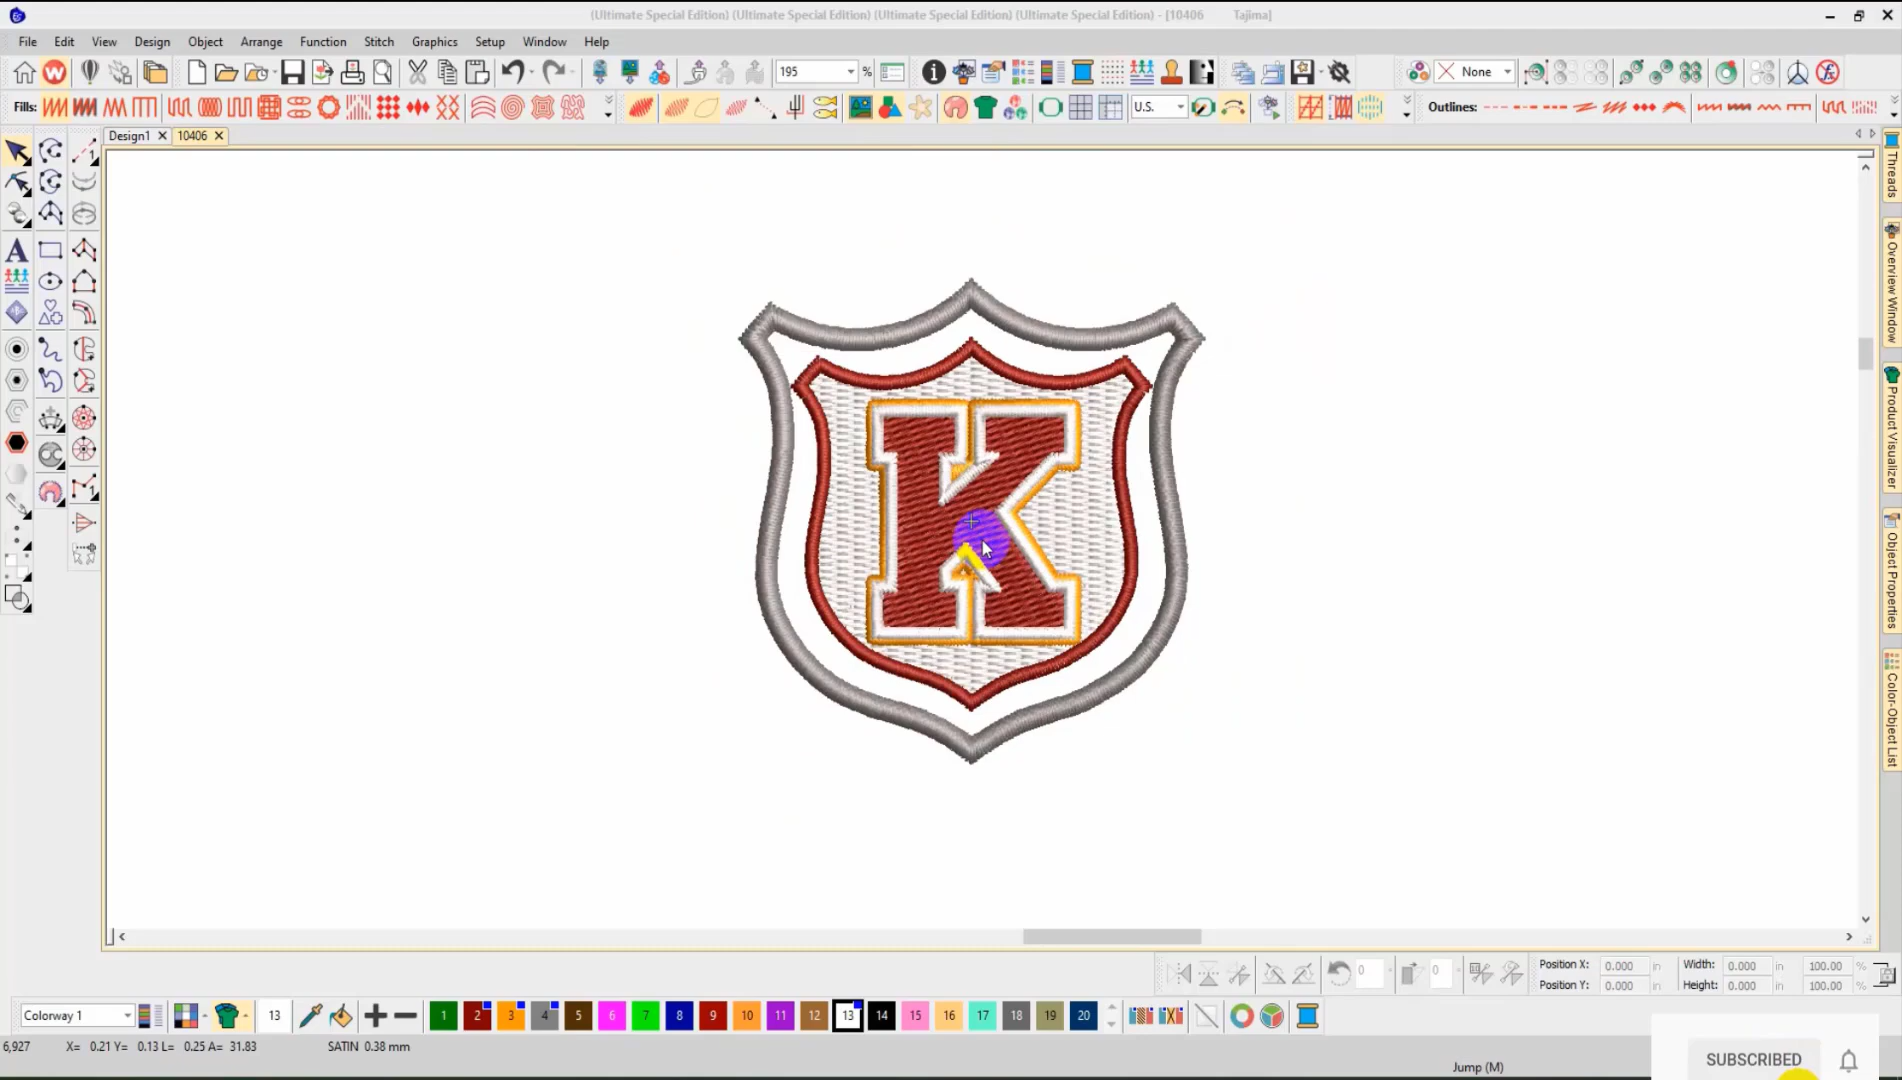 (Ultimate Special Edition) (Ultimate Special Edition) (Ultimate Special Edition) (Ultimate Special Edition) - [10406 Tajima]
File Edit View Design Object Arrange Function Stitch Graphics Setup Window Help
195 % None
Fills: U.S. Outlines:
Design1 10406
Threads
Overview Window
Product Visualizer
Object Properties
Color-Object List
A
K
Position X: 0.000 in Width: 0.000 in 100.00 %
0 0
Position Y: 0.000 in Height: 0.000 in 100.00 %
Colorway 1 13 1 2 3 4 5 6 7 8 9 10 11 12 13 14 15 16 17 18 19 20
6,927 X= 0.21 Y= 0.13 L= 0.25 A= 31.83 SATIN 0.38 mm
Jump (M)
SUBSCRIBED